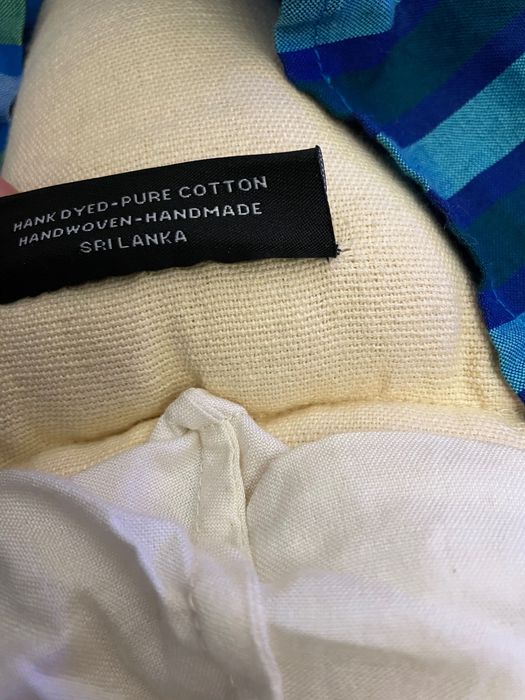 HANK DYED-PURE COTTON
HANDWOVEN-HANDMADE
SRI LANKA